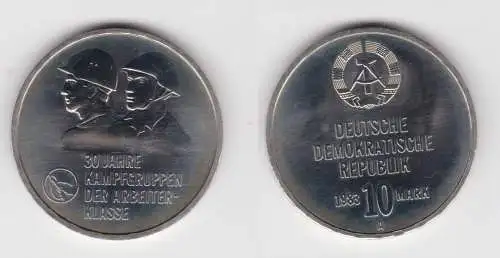 30 JAHRE
KAMPFGRUPPEN
DER ARBEITER-
KLASSE
DEUTSCHE
DEMOKRATISCHE
REPUBLIK
1983 10 MARK
A